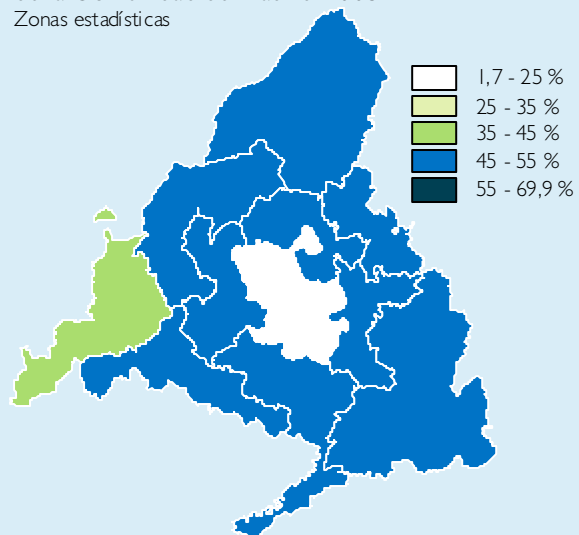 Zonas estadísticas
1,7 - 25 %
25 - 35 %
35 - 45 %
45 - 55 %
55 - 69,9 %